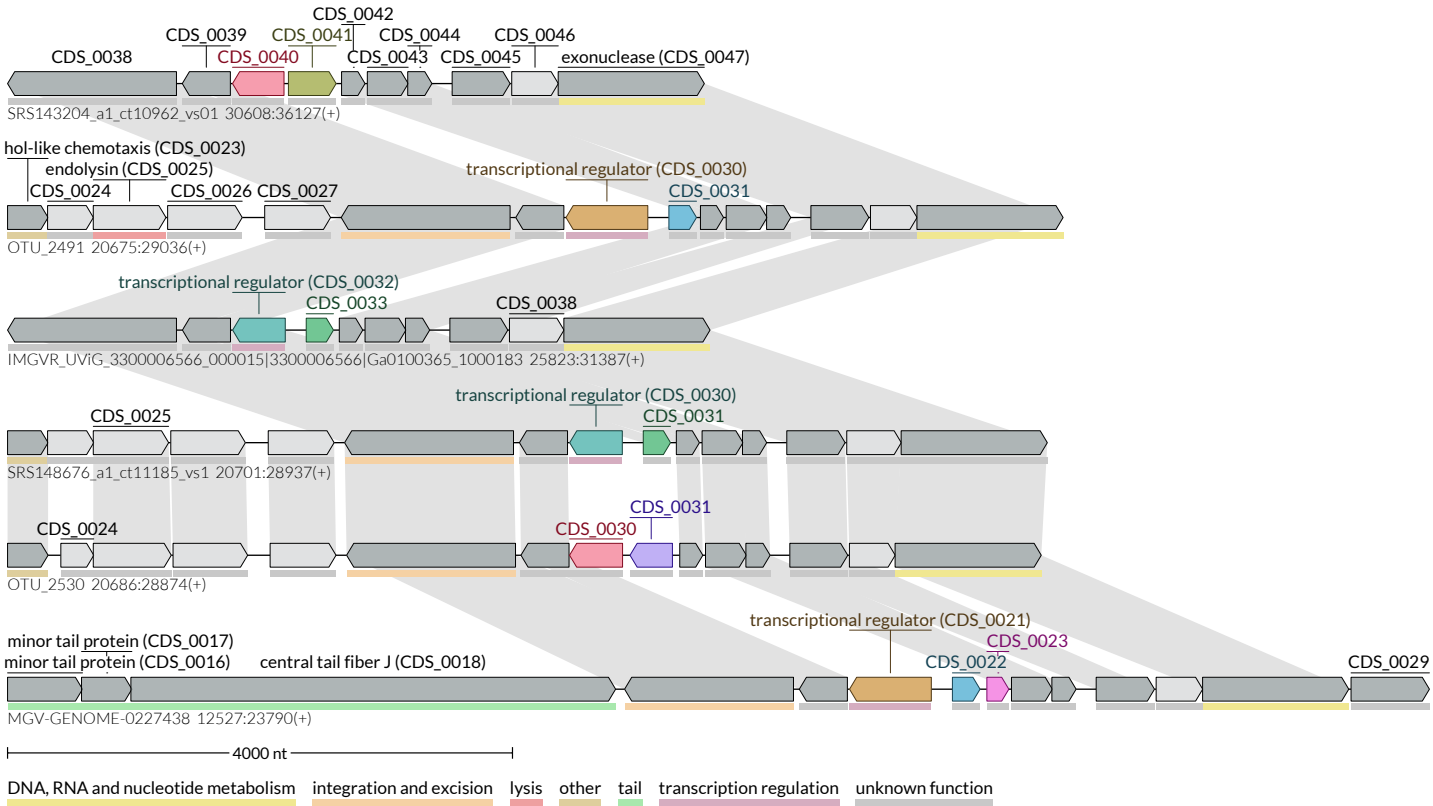 CDS_0042
CDS_0039 CDS_0041 CDS_0044 CDS_0046
CDS_0038 CDS_0040 CDS_0043 CDS_0045 exonuclease (CDS_0047)
SRS143204_a1_ct10962_vs01 30608:36127(+)
hol-like chemotaxis (CDS_0023)
endolysin (CDS_0025) transcriptional regulator (CDS_0030)
CDS_0024 CDS_0026 CDS_0027 CDS_0031
OTU_2491 20675:29036(+)
transcriptional regulator (CDS_0032)
CDS_0033 CDS_0038
IMGVR_UViG_3300006566_000015|3300006566|Ga0100365_1000183 25823:31387(+)
transcriptional regulator (CDS_0030)
CDS_0025 CDS_0031
SRS148676_a1_ct11185_vs1 20701:28937(+)
CDS_0031
CDS_0024 CDS_0030
OTU_2530 20686:28874(+)
transcriptional regulator (CDS_0021)
minor tail protein (CDS_0017) CDS_0023
minor tail protein (CDS_0016) central tail fiber J (CDS_0018) CDS_0022 CDS_0029
MGV-GENOME-0227438 12527:23790(+)
4000 nt
DNA, RNA and nucleotide metabolism integration and excision lysis other tail transcription regulation unknown function